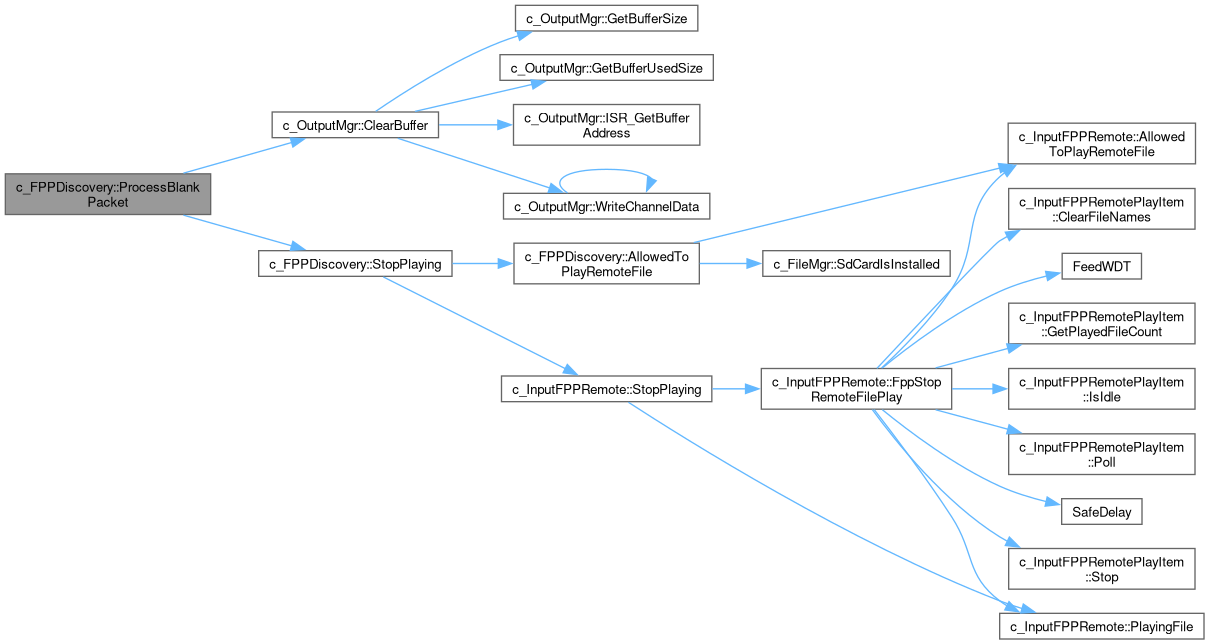 c_FPPDiscovery::ProcessBlank
Packet
c_OutputMgr::ClearBuffer
c_OutputMgr::GetBufferSize
c_OutputMgr::GetBufferUsedSize
c_OutputMgr::ISR_GetBuffer
Address
c_OutputMgr::WriteChannelData
c_FPPDiscovery::StopPlaying
c_FPPDiscovery::AllowedTo
PlayRemoteFile
c_FileMgr::SdCardIsInstalled
c_InputFPPRemote::StopPlaying
c_InputFPPRemote::FppStop
RemoteFilePlay
c_InputFPPRemote::Allowed
ToPlayRemoteFile
c_InputFPPRemotePlayItem
::ClearFileNames
FeedWDT
c_InputFPPRemotePlayItem
::GetPlayedFileCount
c_InputFPPRemotePlayItem
::IsIdle
c_InputFPPRemotePlayItem
::Poll
SafeDelay
c_InputFPPRemotePlayItem
::Stop
c_InputFPPRemote::PlayingFile